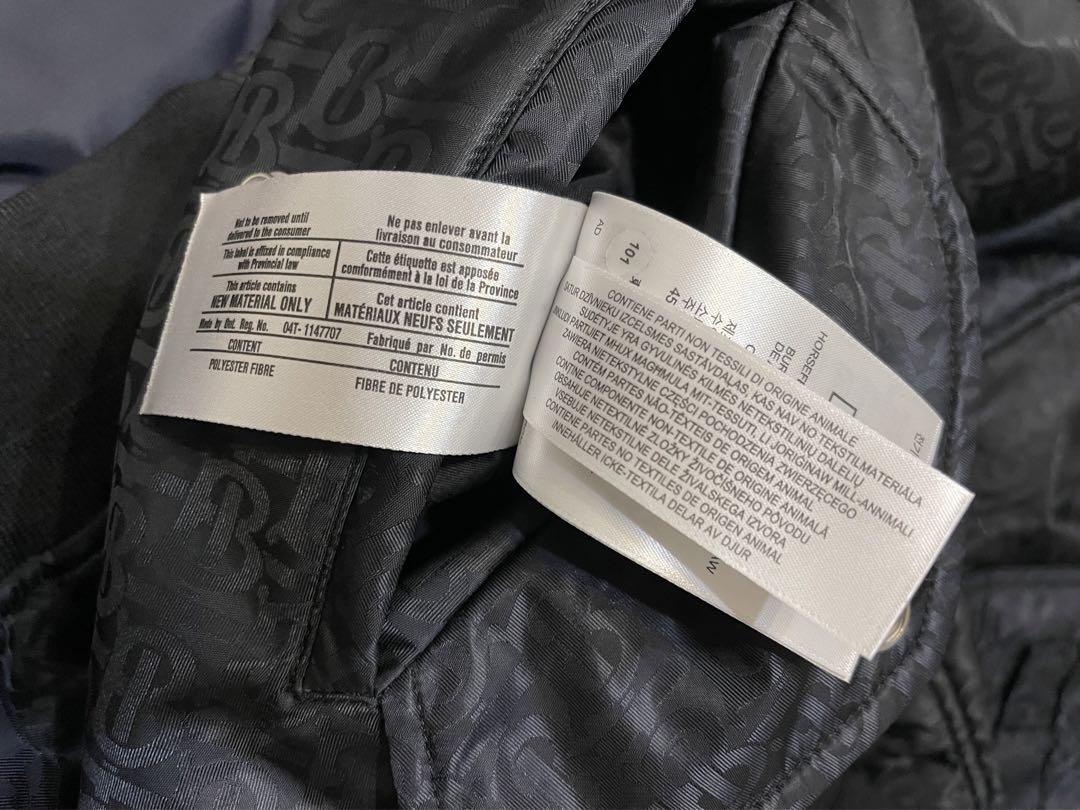 Not to be removed until
delivered to the consumer
Ne pas enlever avant la
livraison au consommateur
This label is affixed in compliance
with Provincial law
Cette étiquette est apposée
conformément à la loi de la Province
This article contains
NEW MATERIAL ONLY
Cet article contient
MATÉRIAUX NEUFS SEULEMENT
Made by Ont. Reg. No. 04T-1147707
Fabriqué par No. de permis
CONTENT
CONTENU
POLYESTER FIBRE
FIBRE DE POLYESTER
AD
101
45
HORSEF
BUR
CONTIENE PARTI NON TESSILI DI ORIGINE ANIMALE
SATUR DZĪVNIEKU IZCELSMES SASTĀVDAĻAS, KAS NAV NO TEKSTILMATERIĀLA
SUDĖTYJE YRA GYVULINĖS KILMĖS NETEKSTILINIŲ DALELIŲ
PARTIJIET MHUX MAGĦMULA MIT-TESSUTI, LI JORIĠINAW MILL-ANNIMALI
ZAWIERA NIETEKSTYLNE CZĘŚCI POCHODZENIA ZWIERZĘCEGO
CONTÉM PARTES NÃO-TÊXTEIS DE ORIGEM ANIMAL
CONTINE COMPONENTE NON-TEXTILE DE ORIGINE ANIMALĂ
OBSAHUJE NETEXTILNÉ ZLOŽKY ŽIVOČÍŠNEHO PÔVODU
VSEBUJE NETEKSTILNE DELE ŽIVALSKEGA IZVORA
CONTIENE PARTES NO TEXTILES DE ORIGEN ANIMAL
INNEHÅLLER ICKE-TEXTILA DELAR AV DJUR